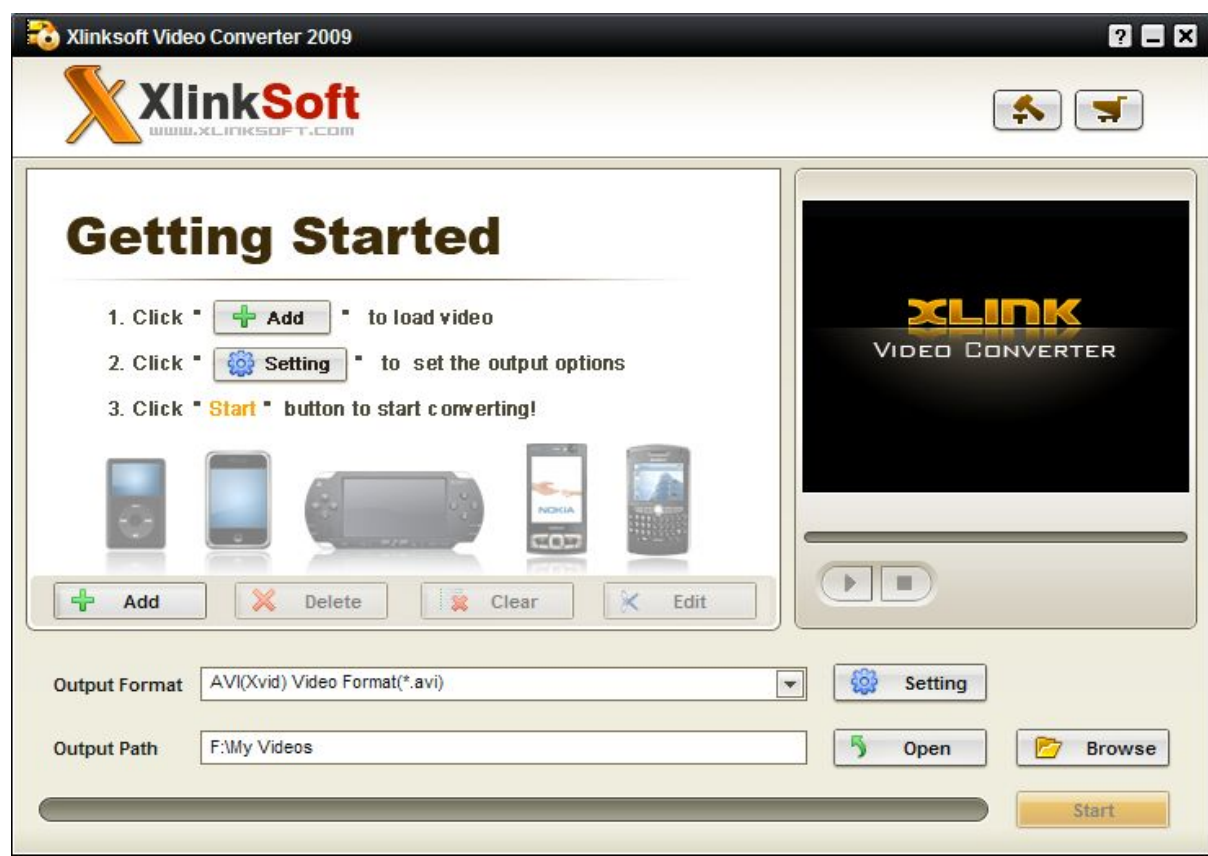 Xlinksoft Video Converter 2009
XlinkSoft
www.XLINKSOFT.COM
Getting Started
1. Click " Add " to load video
2. Click " Setting " to set the output options
3. Click " Start " button to start converting!
XLINK
VIDEO CONVERTER
NOKIA
Add Delete Clear Edit
Output Format AVI(Xvid) Video Format(*.avi) Setting
Output Path F:\My Videos Open Browse
Start